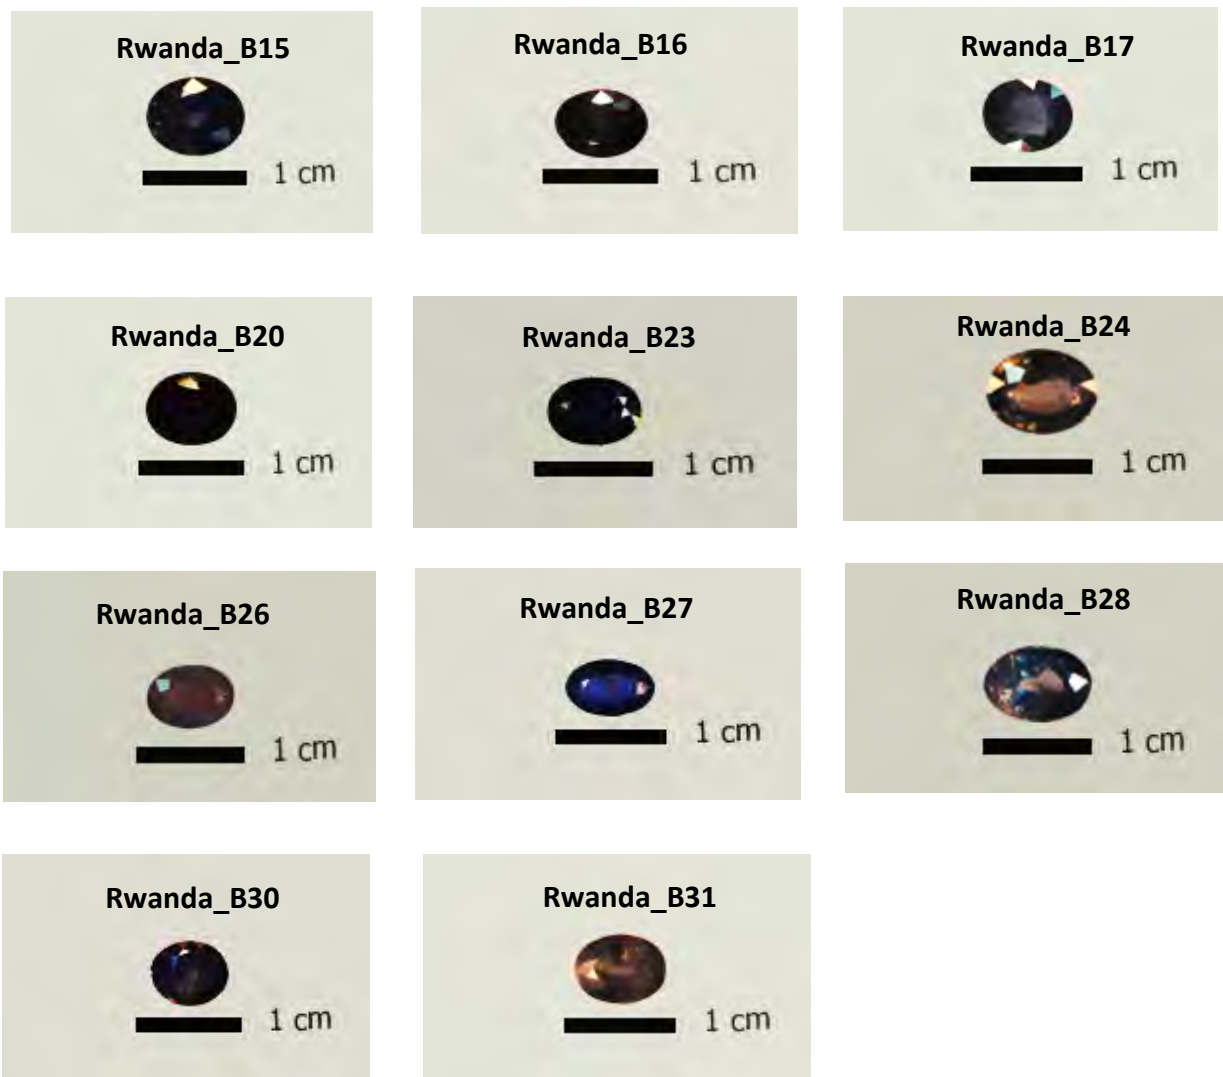 Rwanda_B15
1 cm
Rwanda_B16
1 cm
Rwanda_B17
1 cm
Rwanda_B20
1 cm
Rwanda_B23
1 cm
Rwanda_B24
1 cm
Rwanda_B26
1 cm
Rwanda_B27
1 cm
Rwanda_B28
1 cm
Rwanda_B30
1 cm
Rwanda_B31
1 cm